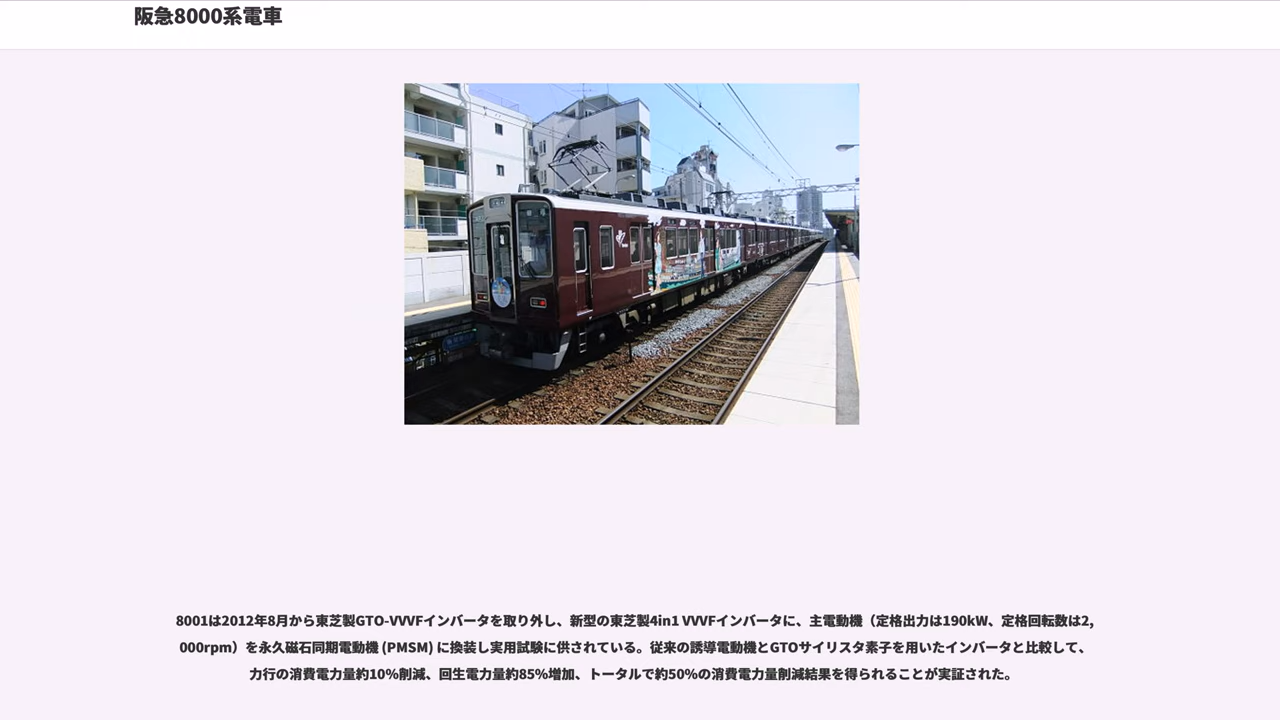 阪急8000系電車
8001は2012年8月から東芝製GTO-VVVFインバータを取り外し、新型の東芝製4in1 VVVFインバータに、主電動機（定格出力は190kW、定格回転数は2,
000rpm）を永久磁石同期電動機 (PMSM) に換装し実用試験に供されている。従来の誘導電動機とGTOサイリスタ素子を用いたインバータと比較して、
力行の消費電力量約10%削減、回生電力量約85%増加、トータルで約50%の消費電力量削減結果を得られることが実証された。